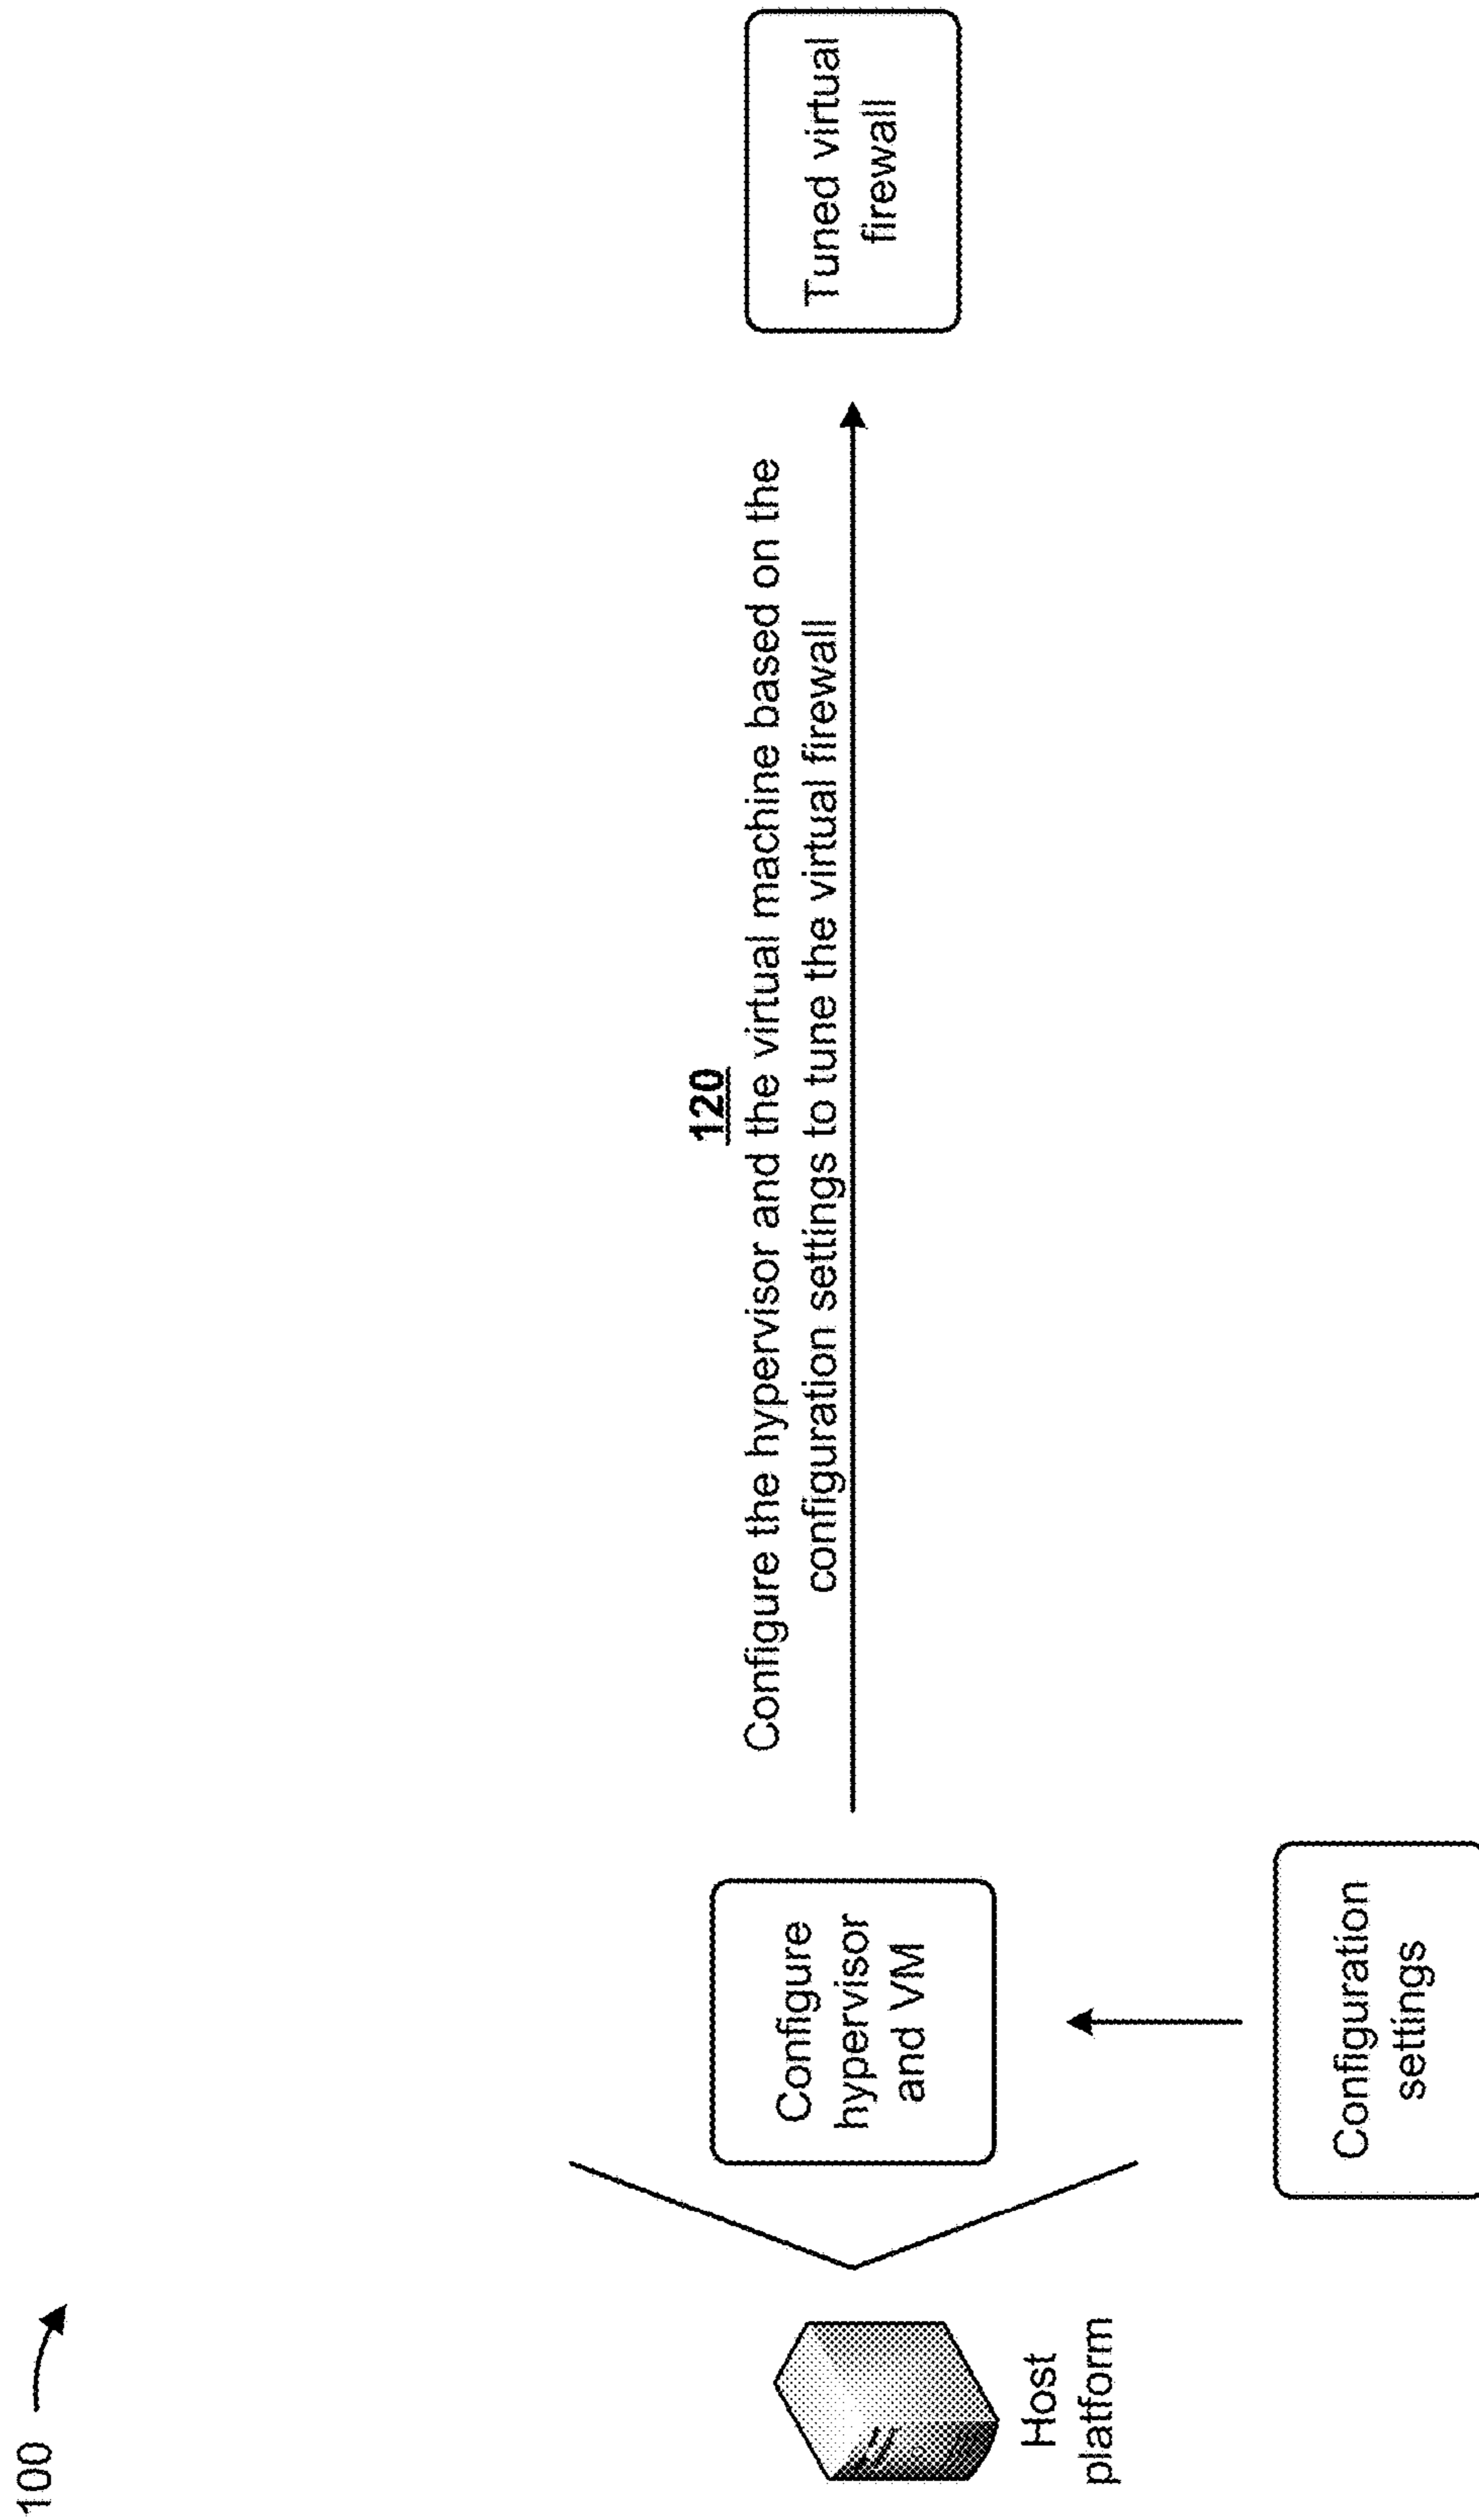 100
120
Configure the hypervisor and the virtual machine based on the
configuration settings to tune the virtual firewall
Host
platform
Configure
hypervisor
and VM
Tuned virtual
firewall
Configuration
settings